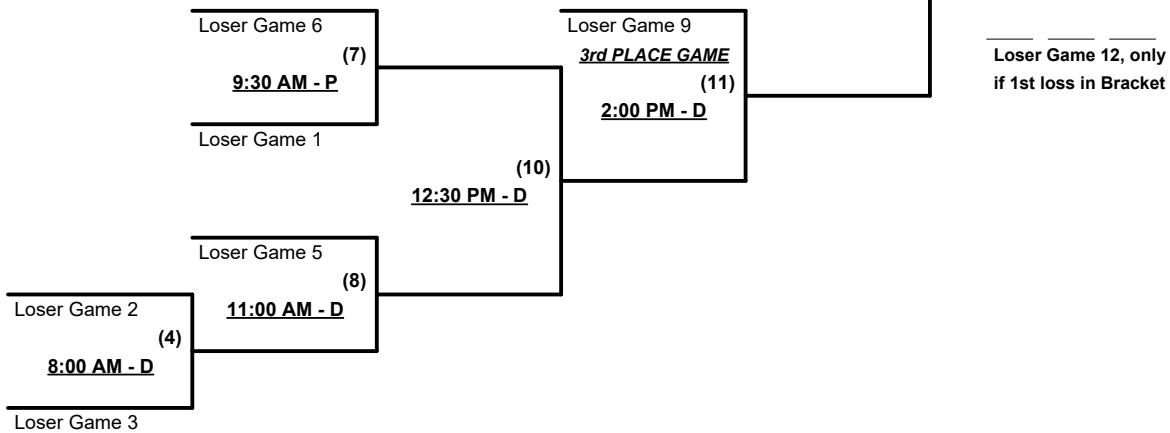 Loser Game 6
(7)
9:30 AM - P
Loser Game 1
Loser Game 9
3rd PLACE GAME
(11)
2:00 PM - D
Loser Game 12, only
if 1st loss in Bracket
(10)
12:30 PM - D
Loser Game 5
(8)
11:00 AM - D
Loser Game 2
(4)
8:00 AM - D
Loser Game 3